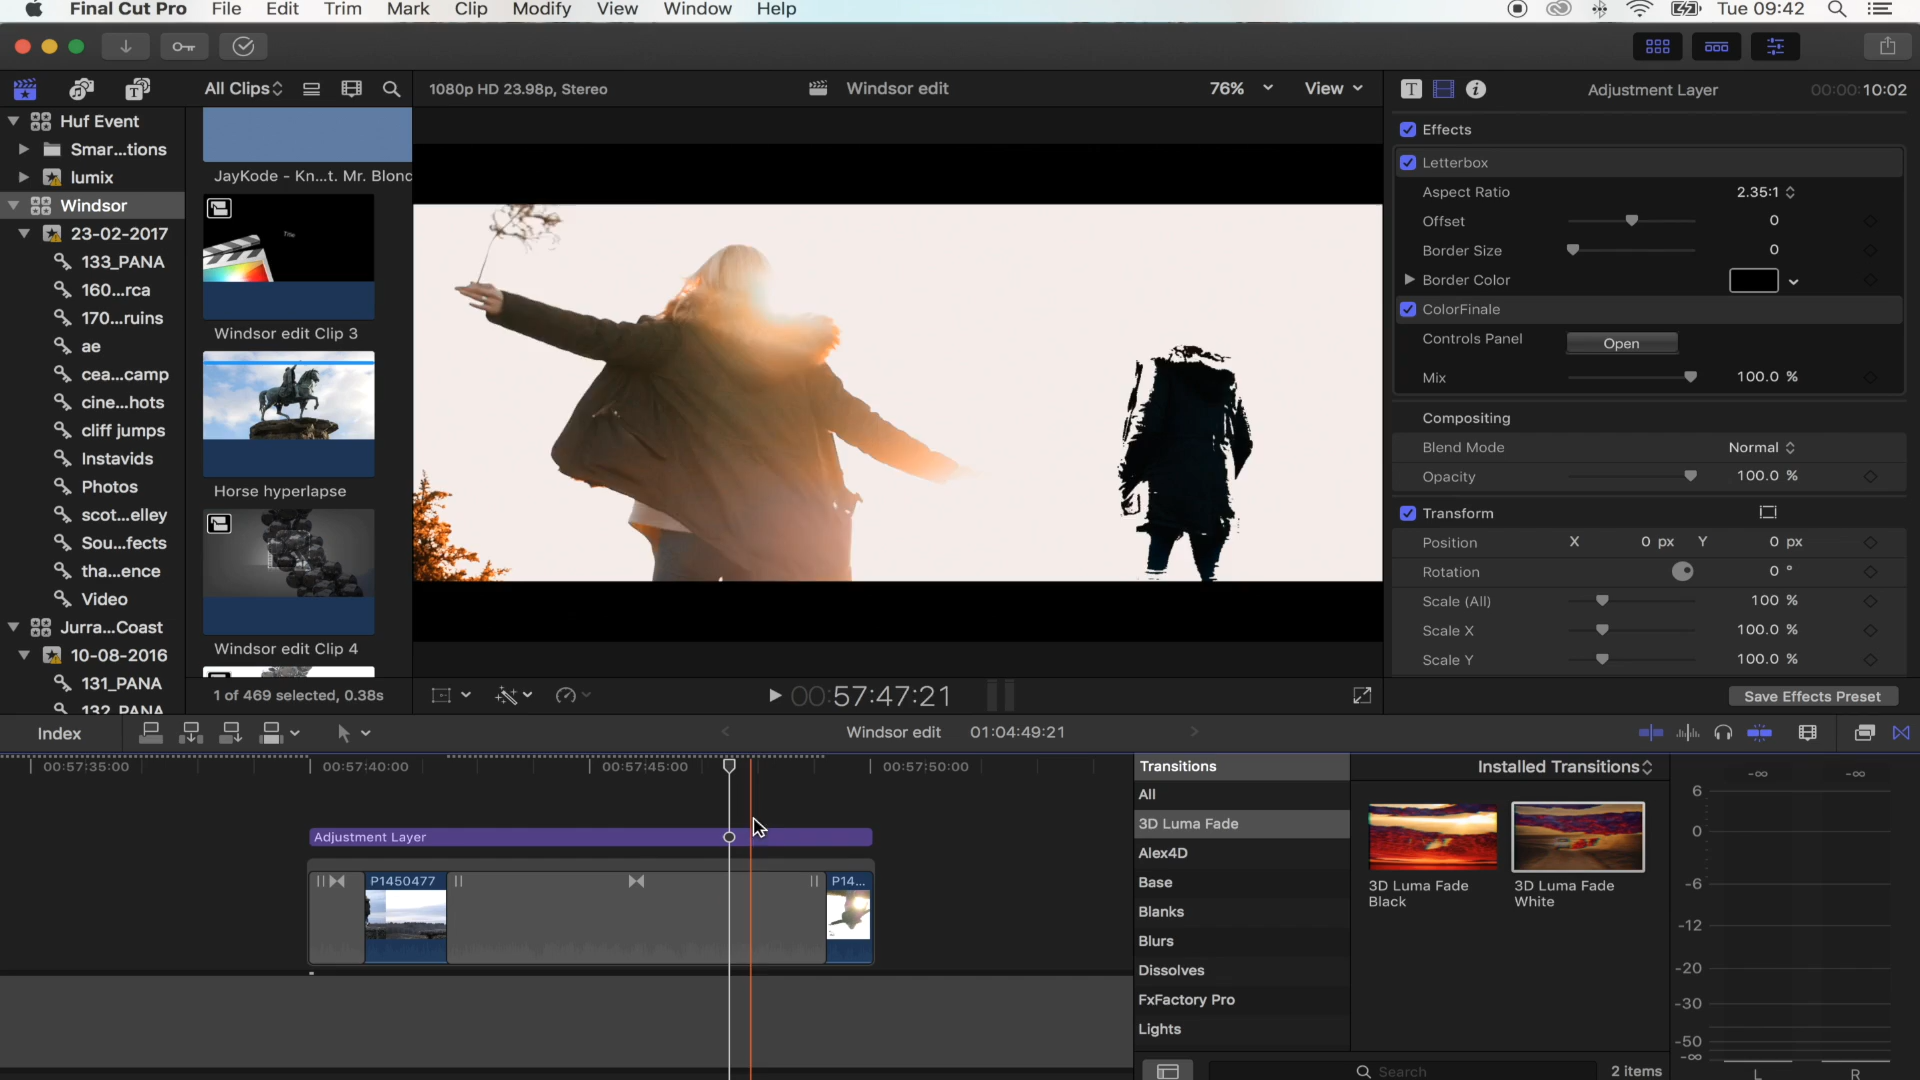 Final Cut Pro File Edit Trim Mark Clip Modify View Window Help Tue 09:42
All Clips 1080p HD 23.98p, Stereo Windsor edit 76% View T i Adjustment Layer 00:00:10:02
Huf Event
Smar...tions
lumix
Windsor
23-02-2017
133_PANA
160...rca
170...ruins
ae
cea...camp
cine...hots
cliff jumps
Instavids
Photos
scot...elley
Sou...fects
tha...ence
Video
Jurra...Coast
10-08-2016
131_PANA
132_PANA
JayKode - Kn...t. Mr. Blond
Title
Windsor edit Clip 3
Horse hyperlapse
Windsor edit Clip 4
1 of 469 selected, 0.38s
00:57:47:21
Effects
Letterbox
Aspect Ratio 2.35:1
Offset 0
Border Size 0
Border Color
ColorFinale
Controls Panel Open
Mix 100.0 %
Compositing
Blend Mode Normal
Opacity 100.0 %
Transform
Position X 0 px Y 0 px
Rotation 0 °
Scale (All) 100 %
Scale X 100.0 %
Scale Y 100.0 %
Save Effects Preset
Index Windsor edit 01:04:49:21
00:57:35:00 00:57:40:00 00:57:45:00 00:57:50:00
Adjustment Layer
P1450477 P14...
Transitions Installed Transitions
All
3D Luma Fade
Alex4D
Base
Blanks
Blurs
Dissolves
FxFactory Pro
Lights
3D Luma Fade Black
3D Luma Fade White
Search 2 items
-∞ -∞
6
0
-6
-12
-20
-30
-50
-∞
L R